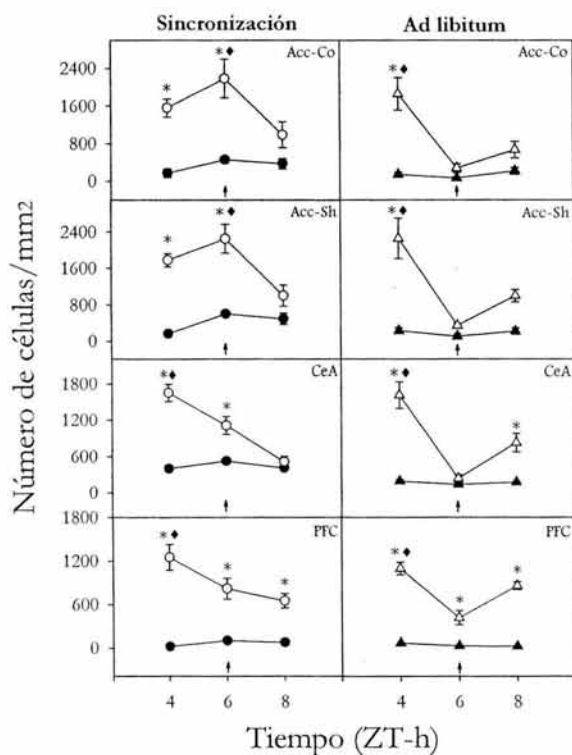 Sincronización
Ad libitum
Acc-Co
Acc-Co
2400
1600
800
0
*
*♦
*♦
Acc-Sh
Acc-Sh
2400
1600
800
0
*
*♦
*♦
CeA
CeA
1800
1200
600
0
*♦
*
*♦
*
PFC
PFC
1800
1200
600
0
*♦
*
*
*♦
*
*
4 6 8
4 6 8
Número de células/mm2
Tiempo (ZT-h)